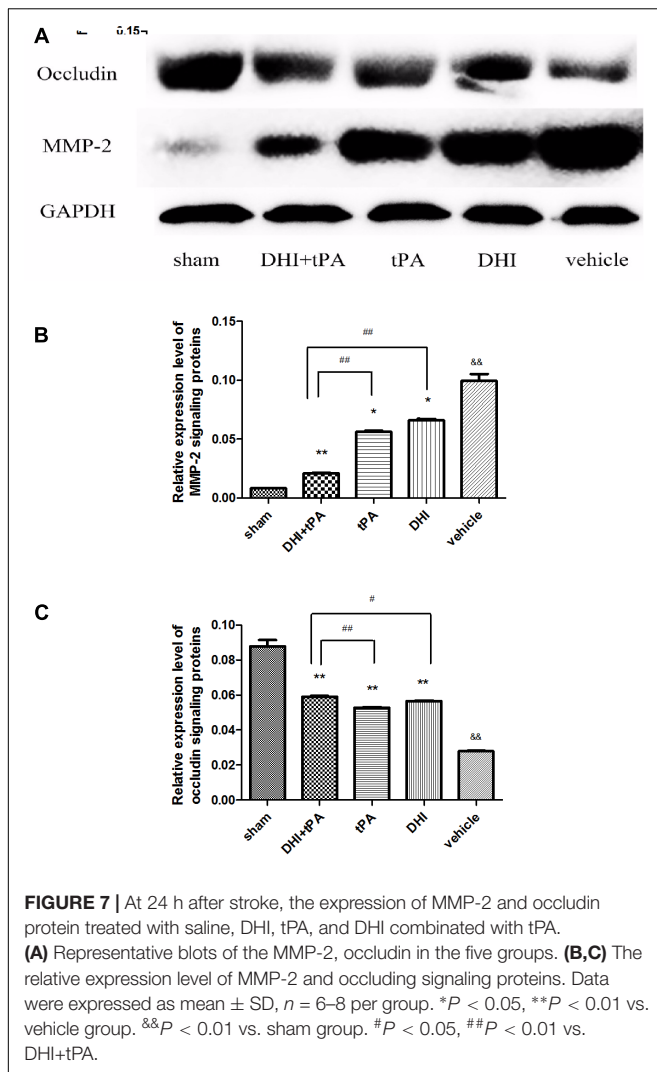 A
0.15
Occludin
MMP-2
GAPDH
sham DHI+tPA tPA DHI vehicle
B
Relative expression level of
MMP-2 signaling proteins
0.15
0.10
0.05
0.00
##
##
**
*
*
&&
sham
DHI+tPA
tPA
DHI
vehicle
C
Relative expression level of
occludin signaling proteins
0.10
0.08
0.06
0.04
0.02
0.00
#
##
**
**
**
&&
sham
DHI+tPA
tPA
DHI
vehicle
FIGURE 7 | At 24 h after stroke, the expression of MMP-2 and occludin
protein treated with saline, DHI, tPA, and DHI combinated with tPA.
(A) Representative blots of the MMP-2, occludin in the five groups. (B,C) The
relative expression level of MMP-2 and occluding signaling proteins. Data
were expressed as mean ± SD, n = 6–8 per group. *P < 0.05, **P < 0.01 vs.
vehicle group. &&P < 0.01 vs. sham group. #P < 0.05, ##P < 0.01 vs.
DHI+tPA.